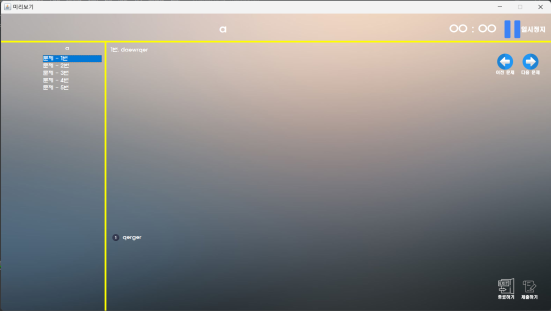 미리보기
a
00 : 00
일시정지
a
문제 - 1번
문제 - 2번
문제 - 3번
문제 - 4번
문제 - 5번
이전 문제
다음 문제
1
qerger
종료하기
제출하기